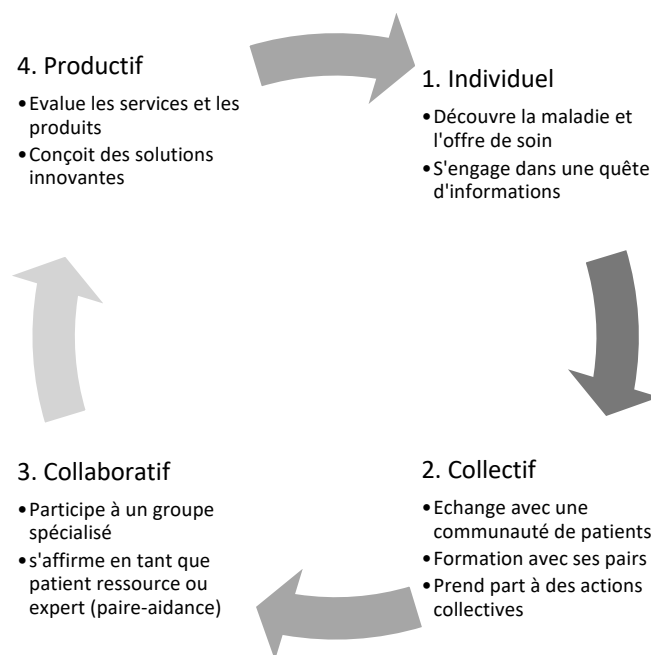 4. Productif
•Evalue les services et les
produits
•Conçoit des solutions
innovantes
1. Individuel
•Découvre la maladie et
l'offre de soin
•S'engage dans une quête
d'informations
3. Collaboratif
•Participe à un groupe
spécialisé
•s'affirme en tant que
patient ressource ou
expert (paire-aidance)
2. Collectif
•Echange avec une
communauté de patients
•Formation avec ses pairs
•Prend part à des actions
collectives